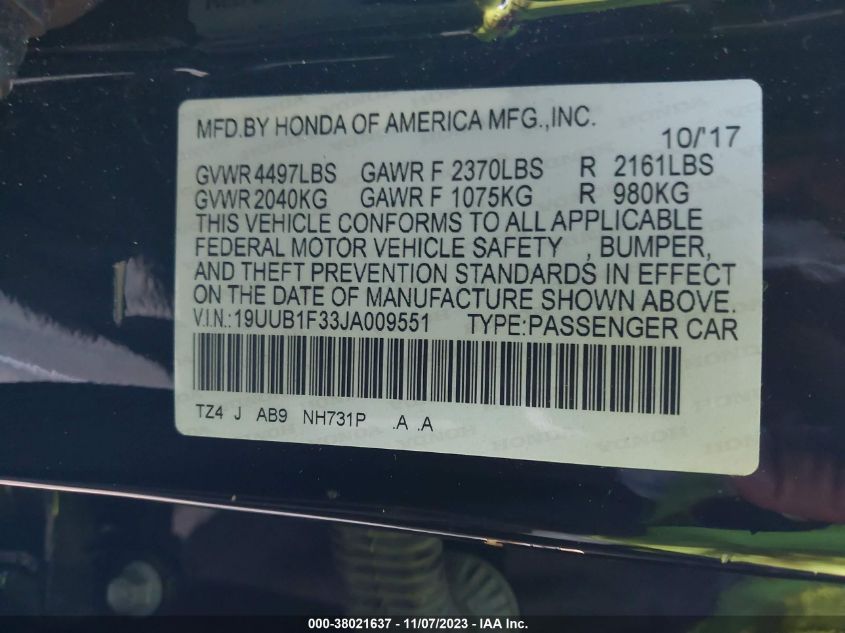 MFD.BY HONDA OF AMERICA MFG.,INC.
10/'17
GVWR 4497LBS GAWR F 2370LBS R 2161LBS
GVWR 2040KG GAWR F 1075KG R 980KG
THIS VEHICLE CONFORMS TO ALL APPLICABLE
FEDERAL MOTOR VEHICLE SAFETY , BUMPER,
AND THEFT PREVENTION STANDARDS IN EFFECT
ON THE DATE OF MANUFACTURE SHOWN ABOVE.
V.I.N.:19UUB1F33JA009551 TYPE:PASSENGER CAR
TZ4 J AB9 NH731P .A .A
000-38021637 - 11/07/2023 - IAA Inc.